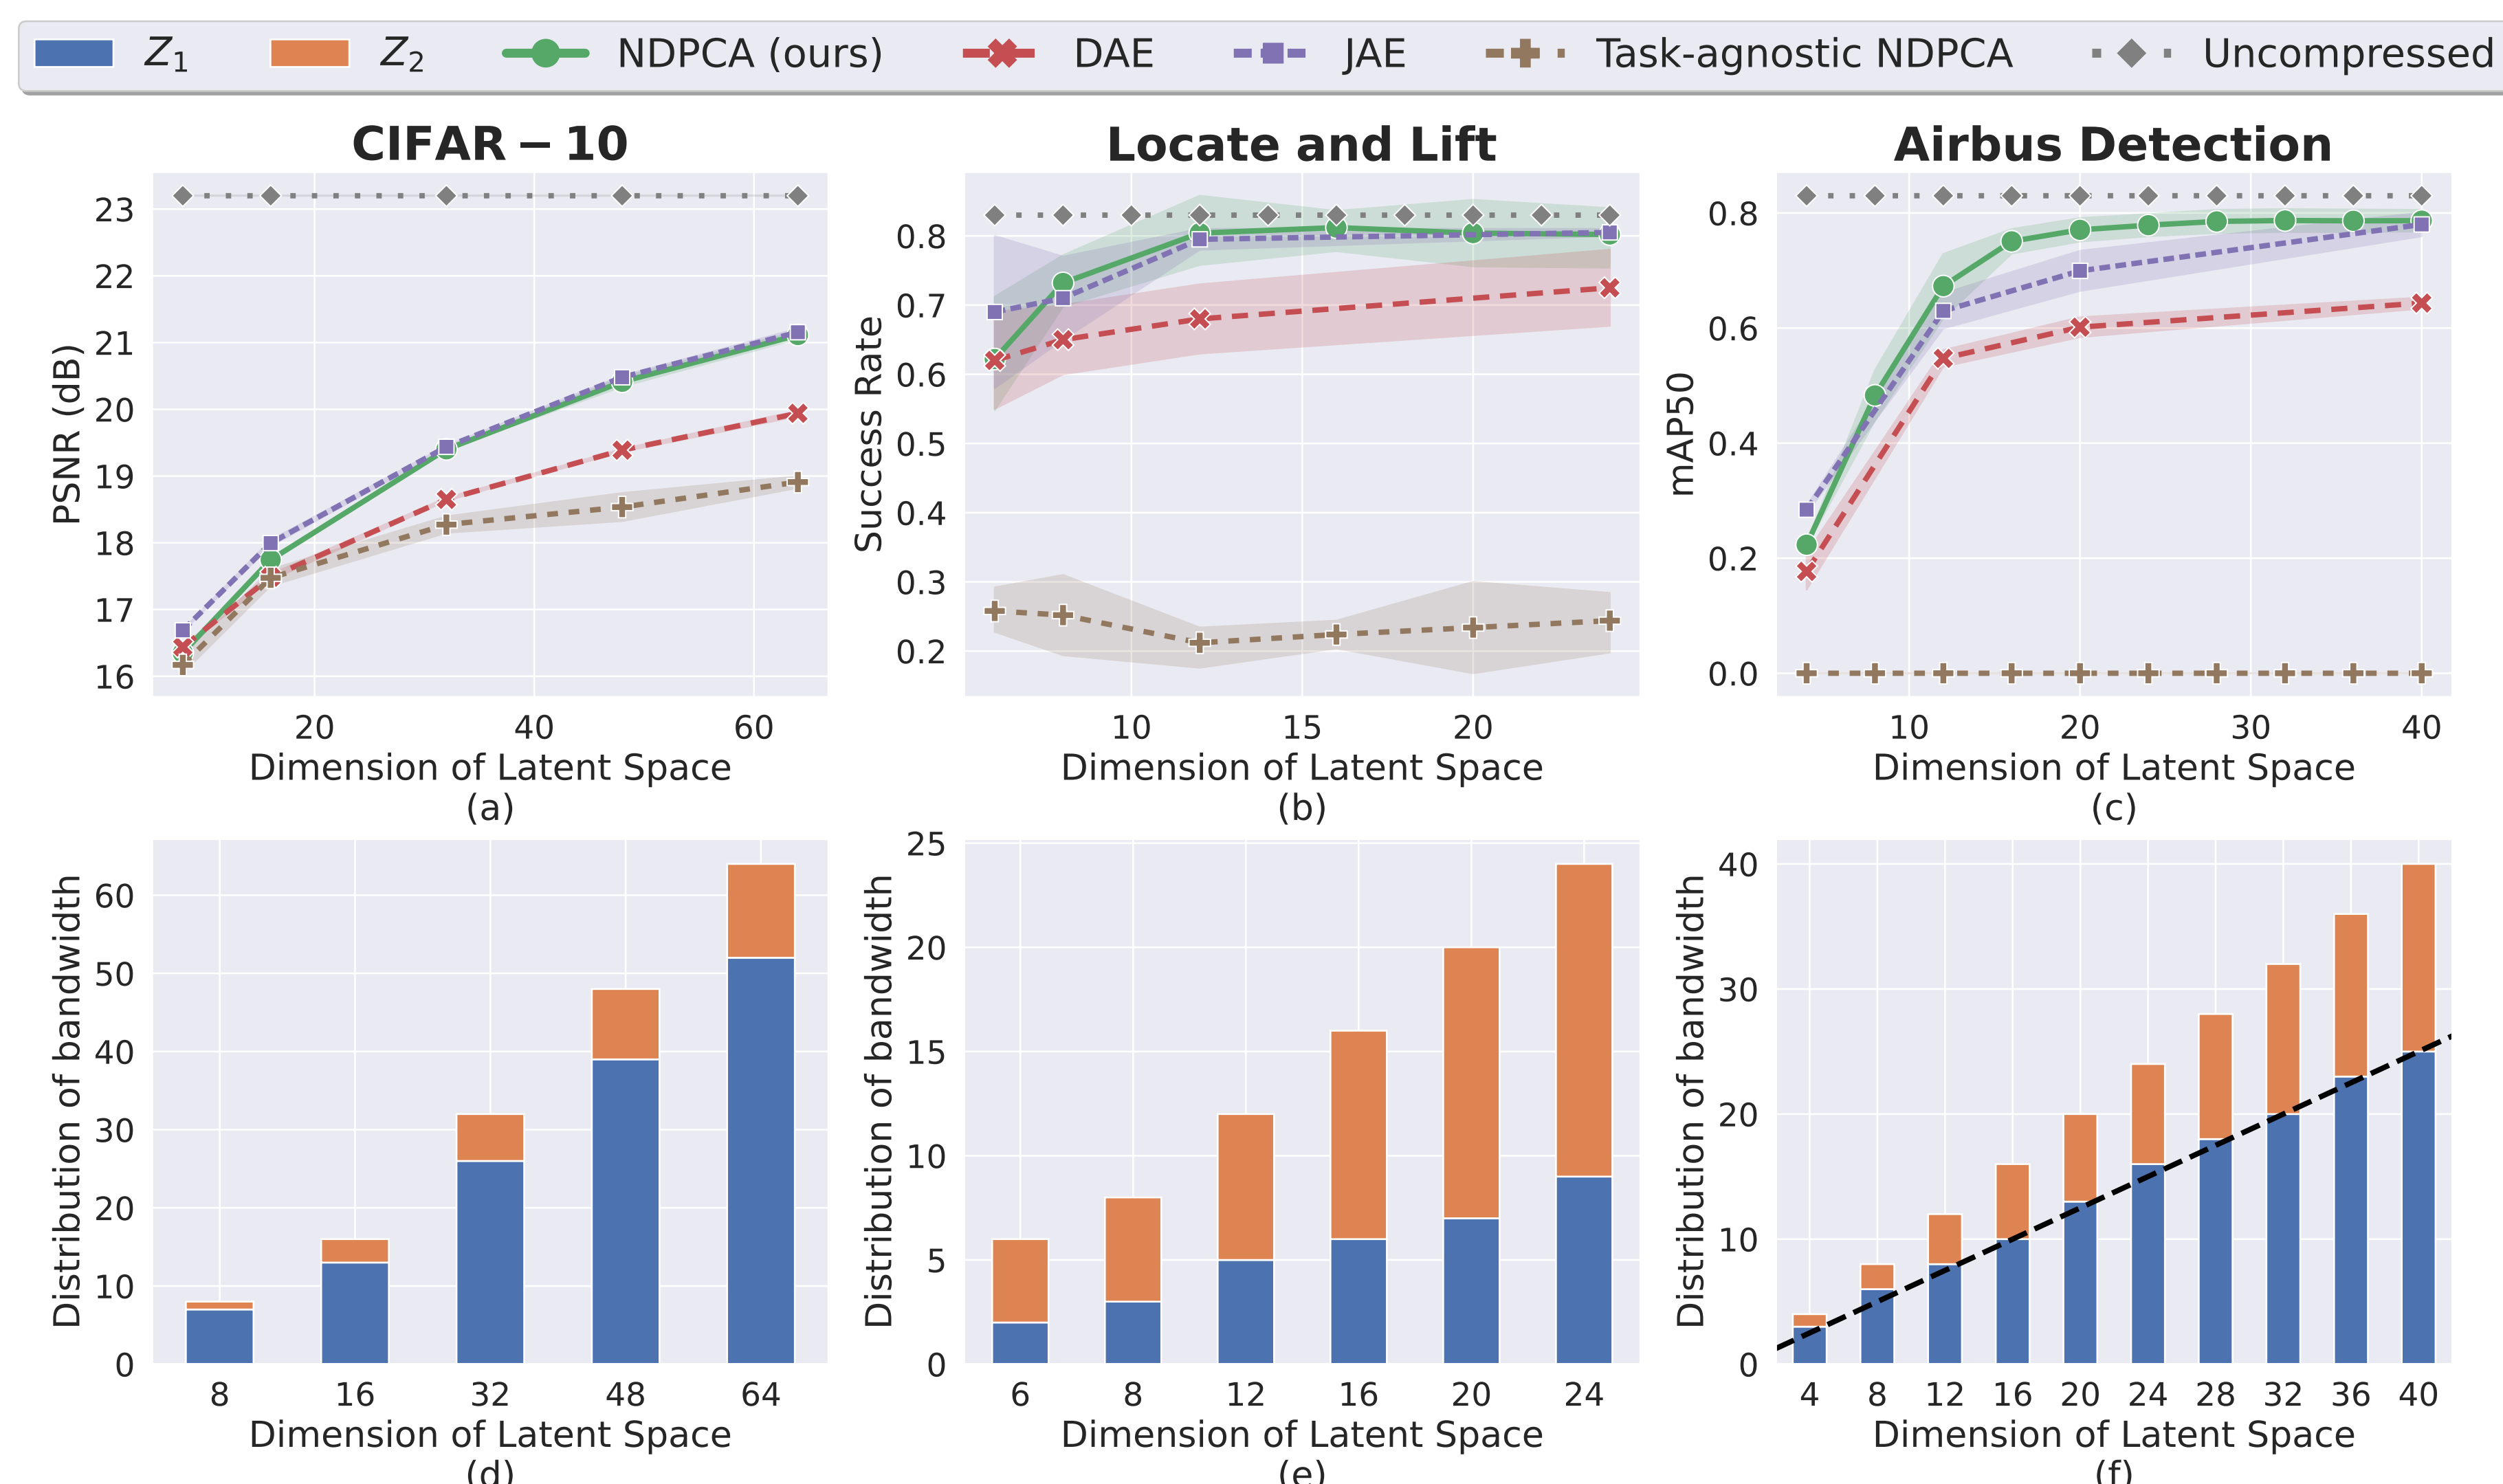 Z1 Z2 NDPCA (ours) DAE JAE Task-agnostic NDPCA Uncompressed
CIFAR − 10
PSNR (dB)
23
22
21
20
19
18
17
16
20 40 60
Dimension of Latent Space
(a)
Locate and Lift
Success Rate
0.8
0.7
0.6
0.5
0.4
0.3
0.2
10 15 20
Dimension of Latent Space
(b)
Airbus Detection
mAP50
0.8
0.6
0.4
0.2
0.0
10 20 30 40
Dimension of Latent Space
(c)
Distribution of bandwidth
60
50
40
30
20
10
0
8 16 32 48 64
Dimension of Latent Space
(d)
Distribution of bandwidth
25
20
15
10
5
0
6 8 12 16 20 24
Dimension of Latent Space
(e)
Distribution of bandwidth
40
30
20
10
0
4 8 12 16 20 24 28 32 36 40
Dimension of Latent Space
(f)